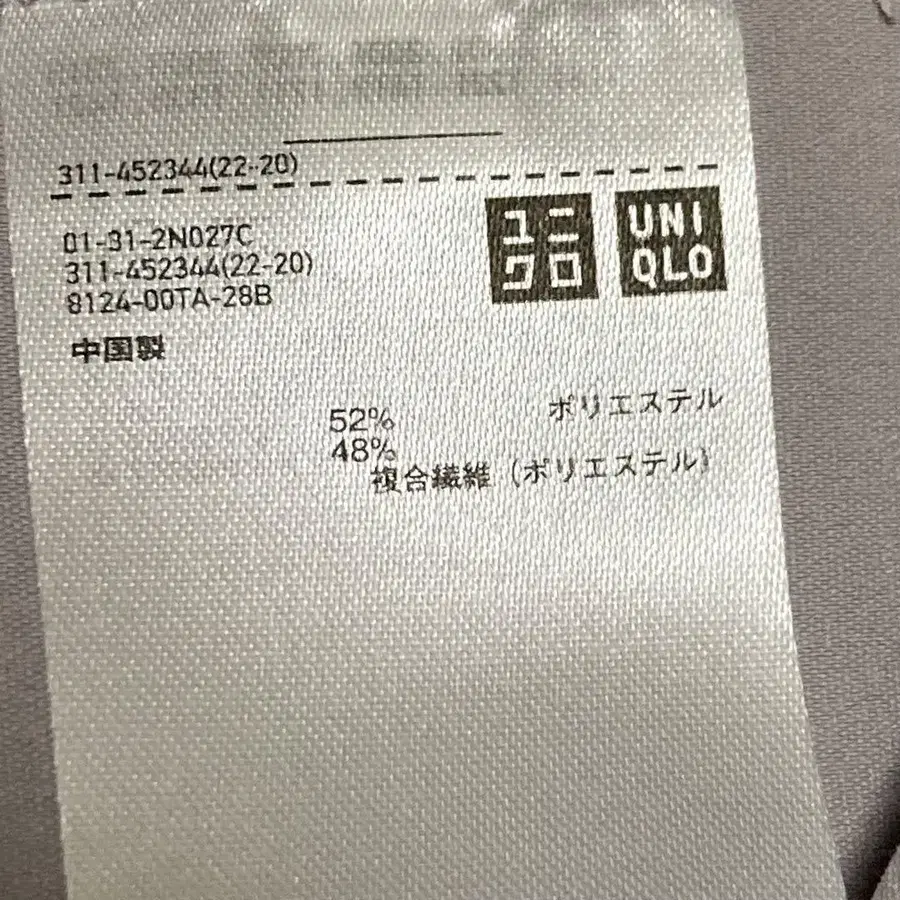 311-452344(22-20)
01-31-2N027C
311-452344(22-20)
8124-00TA-28B
中国製
ユニ
クロ
UNI
QLO
ポリエステル
52%
48%
複合繊維 (ポリエステル)